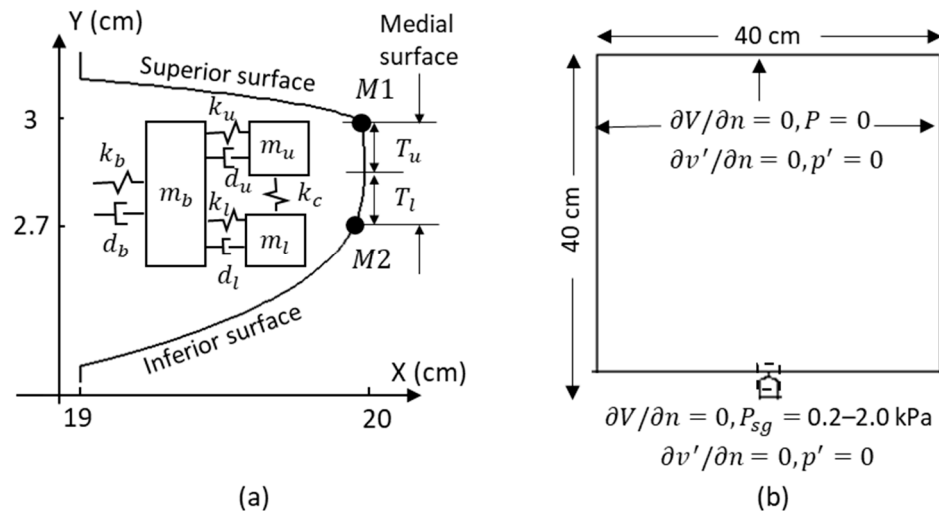 Y (cm)
Medial
surface
Superior surface
M1
3
k_u
T_u
m_u
k_b
d_u
m_b
k_c
k_l
T_l
2.7
m_l
d_b
M2
d_l
Inferior surface
X (cm)
19
20
(a)
40 cm
∂V/∂n = 0, P = 0
∂v′/∂n = 0, p′ = 0
40 cm
∂V/∂n = 0, P_sg = 0.2–2.0 kPa
∂v′/∂n = 0, p′ = 0
(b)